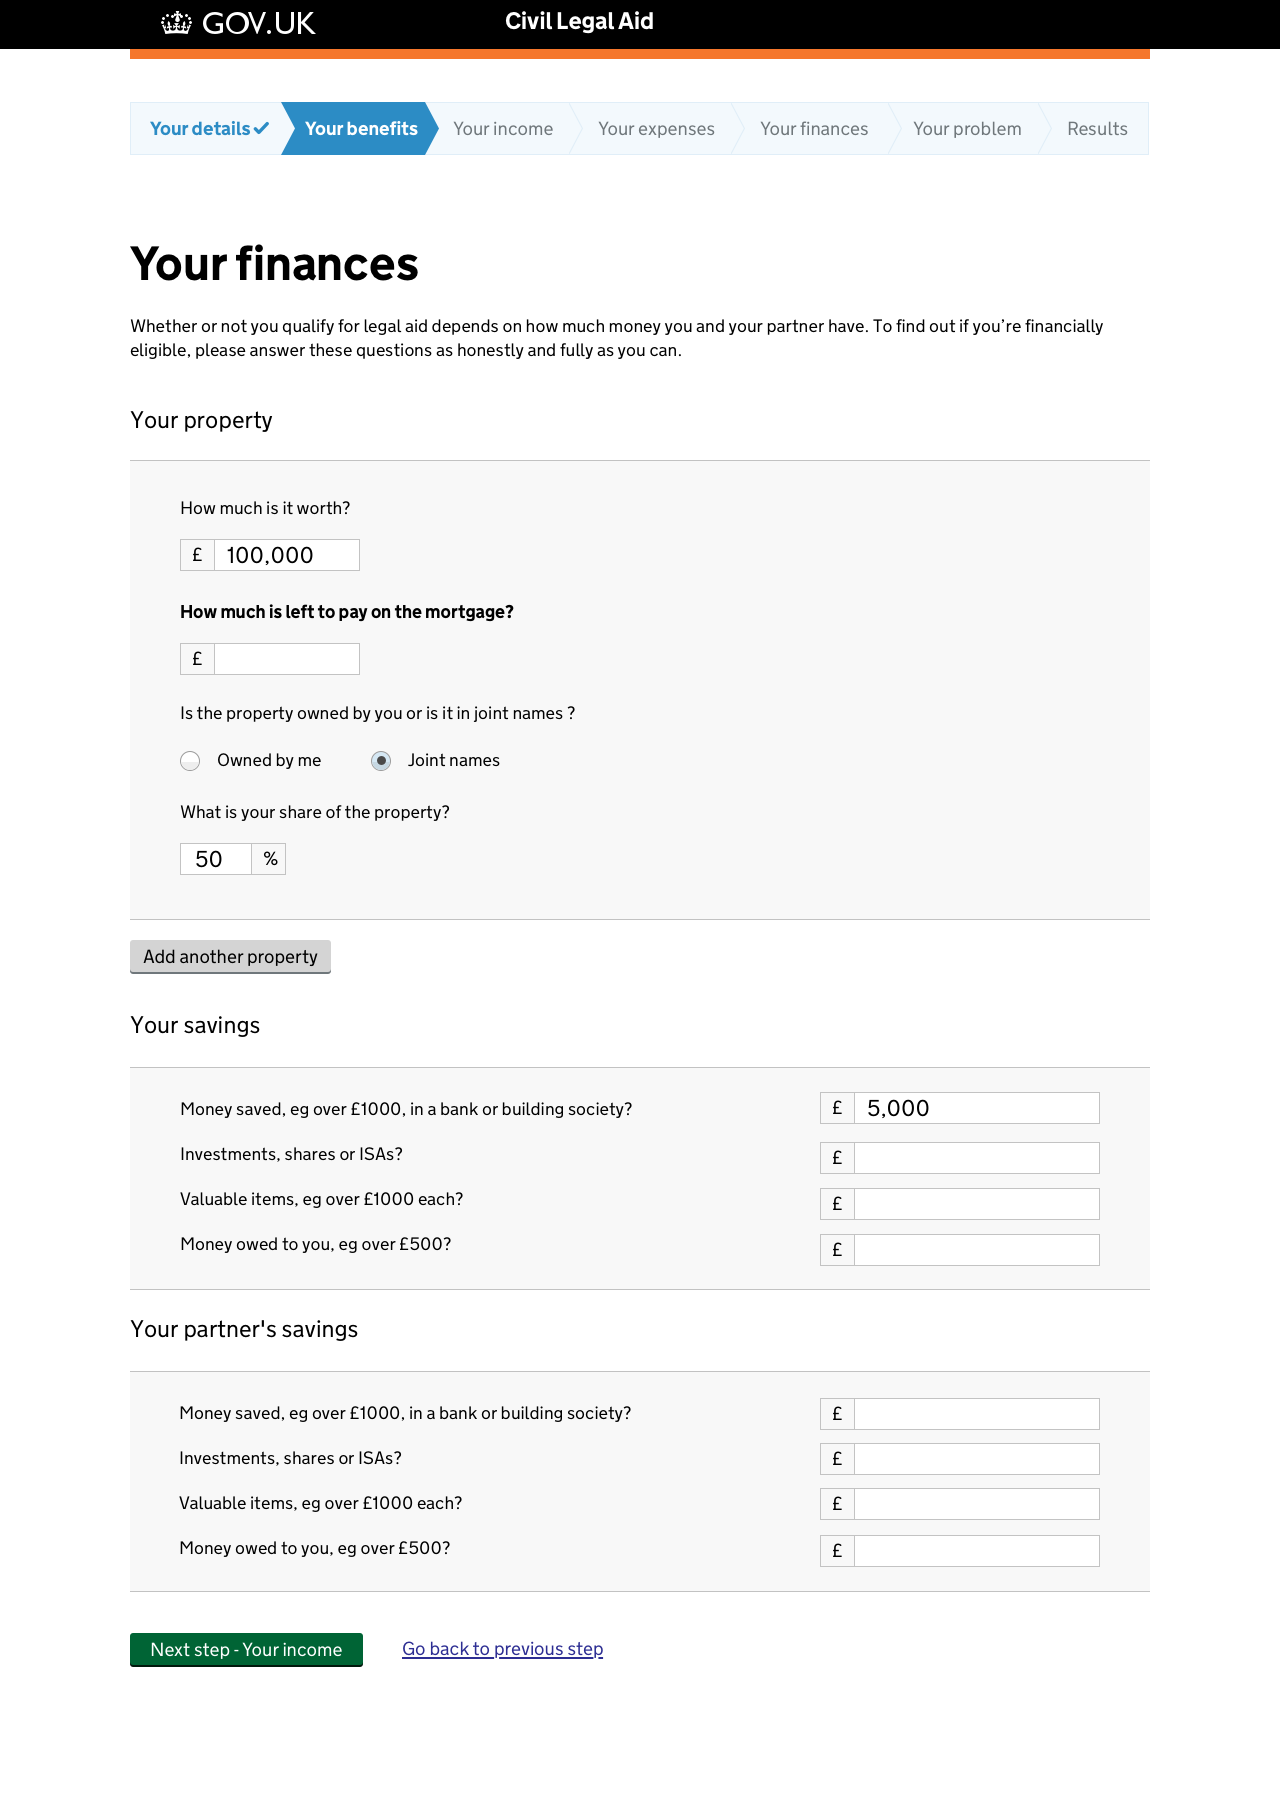 GOV.UK
Civil Legal Aid
Your details Your benefits Your income Your expenses Your finances Your problem Results
Your finances
Whether or not you qualify for legal aid depends on how much money you and your partner have. To find out if you’re financially
eligible, please answer these questions as honestly and fully as you can.
Your property
How much is it worth?
£ 100,000
How much is left to pay on the mortgage?
£
Is the property owned by you or is it in joint names ?
Owned by me Joint names
What is your share of the property?
50 %
Add another property
Your savings
Money saved, eg over £1000, in a bank or building society? £ 5,000
Investments, shares or ISAs? £
Valuable items, eg over £1000 each? £
Money owed to you, eg over £500? £
Your partner's savings
Money saved, eg over £1000, in a bank or building society? £
Investments, shares or ISAs? £
Valuable items, eg over £1000 each? £
Money owed to you, eg over £500? £
Next step - Your income Go back to previous step